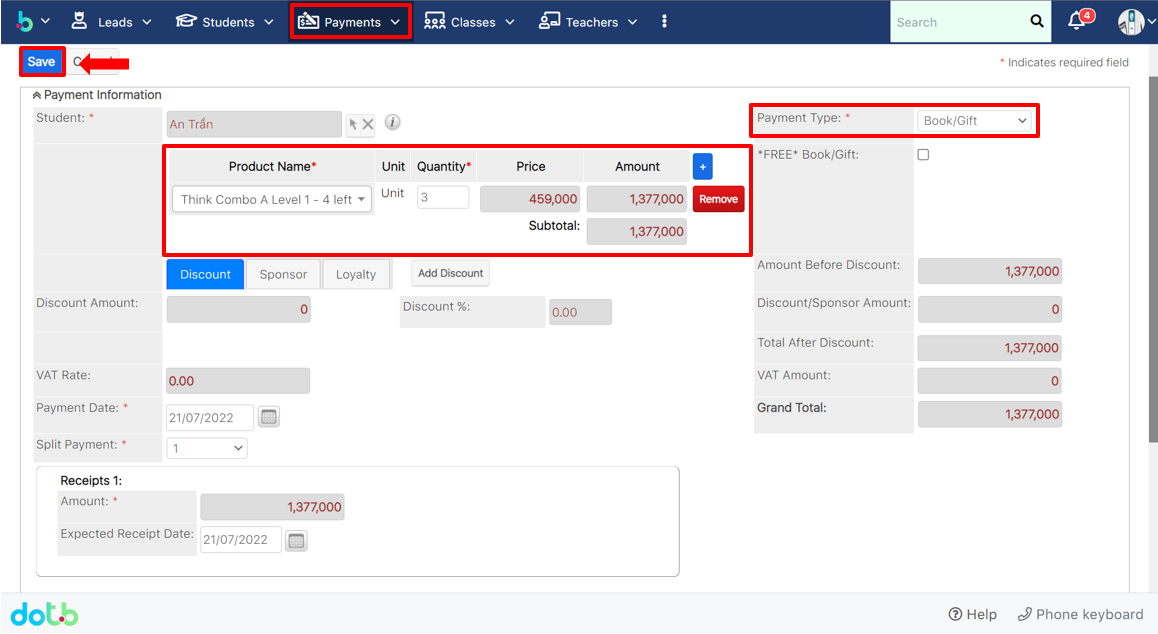 Leads
Students
Payments
Classes
Teachers
Search
4
Save
* Indicates required field
Payment Information
Student: *
An Trần
Payment Type: *
Book/Gift
Product Name*
Unit
Quantity*
Price
Amount
+
*FREE* Book/Gift:
Think Combo A Level 1 - 4 left
Unit
3
459,000
1,377,000
Remove
Subtotal:
1,377,000
Discount
Sponsor
Loyalty
Add Discount
Amount Before Discount:
1,377,000
Discount Amount:
0
Discount %:
0.00
Discount/Sponsor Amount:
0
Total After Discount:
1,377,000
VAT Rate:
0.00
VAT Amount:
0
Payment Date: *
21/07/2022
Grand Total:
1,377,000
Split Payment: *
1
Receipts 1:
Amount: *
1,377,000
Expected Receipt Date:
21/07/2022
dot.b
Help
Phone keyboard